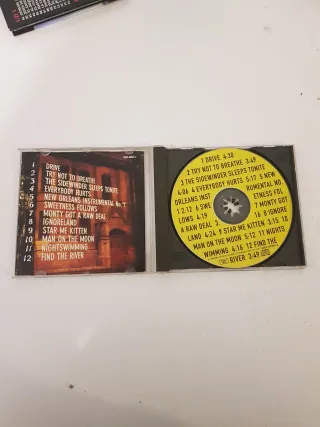 1 DRIVE
2 TRY NOT TO BREATHE
3 THE SIDEWINDER SLEEPS TONITE
4 EVERYBODY HURTS
5 NEW ORLEANS INSTRUMENTAL No. 1
6 SWEETNESS FOLLOWS
7 MONTY GOT A RAW DEAL
8 IGNORELAND
9 STAR ME KITTEN
10 MAN ON THE MOON
11 NIGHTSWIMMING
12 FIND THE RIVER
1 DRIVE 4:30
2 TRY NOT TO BREATHE 3:49
3 THE SIDEWINDER SLEEPS TONITE
4:06 4 EVERYBODY HURTS 5:17 5 NEW
ORLEANS INST RUMENTAL NO.
1 2:12 6 SWE ETNESS FOL
LOWS 4:19 7 MONTY GOT
A RAW DEAL 3: 16 8 IGNORE
LAND 4:24 9 STAR ME KITTEN 3:15 10
MAN ON THE MOON 5:12 11 NIGHTS
WIMMING 4:16 12 FIND THE
RIVER 3:49